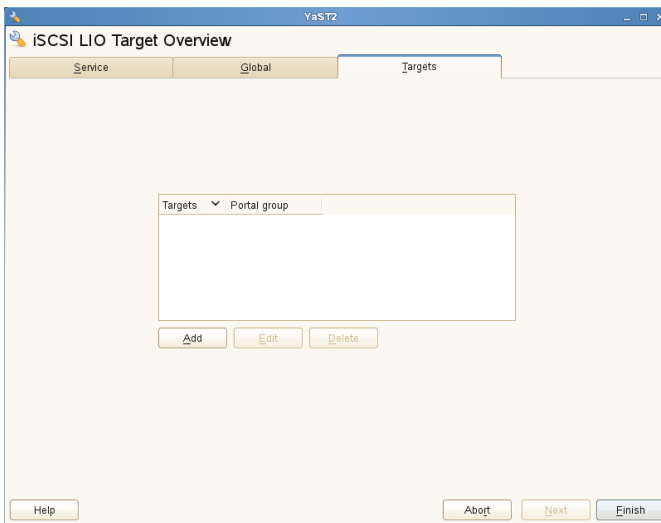 YaST2
iSCSI LIO Target Overview
Service Global Targets
Targets Portal group
Add Edit Delete
Help Abort Next Finish